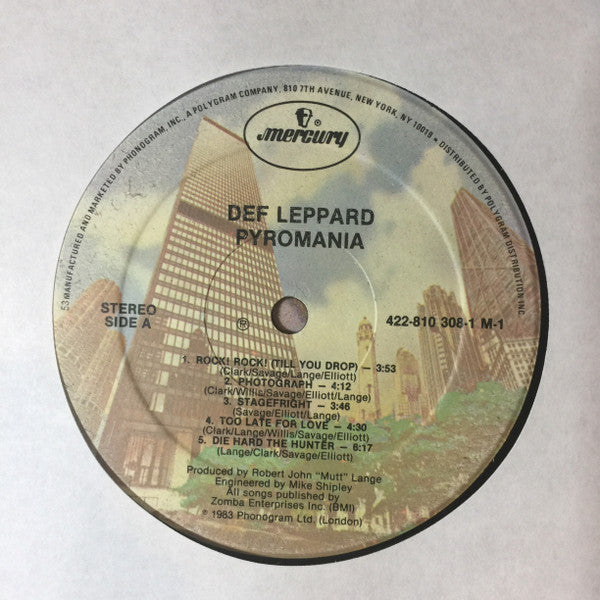 53 MANUFACTURED AND MARKETED BY PHONOGRAM, INC., A POLYGRAM COMPANY, 810 7TH AVENUE, NEW YORK, NY 10019 • DISTRIBUTED BY POLYGRAM DISTRIBUTION INC.
®
mercury
DEF LEPPARD
PYROMANIA
STEREO
SIDE A
℗
422-810 308-1 M-1
1. ROCK! ROCK! (TILL YOU DROP) — 3:53
(Clark/Savage/Lange/Elliott)
2. PHOTOGRAPH — 4:12
(Clark/Willis/Savage/Elliott/Lange)
3. STAGEFRIGHT — 3:46
(Savage/Elliott/Lange)
4. TOO LATE FOR LOVE — 4:30
(Clark/Lange/Willis/Savage/Elliott)
5. DIE HARD THE HUNTER — 6:17
(Lange/Clark/Savage/Elliott)
Produced by Robert John "Mutt" Lange
Engineered by Mike Shipley
All songs published by
Zomba Enterprises Inc. (BMI)
℗ 1983 Phonogram Ltd. (London)